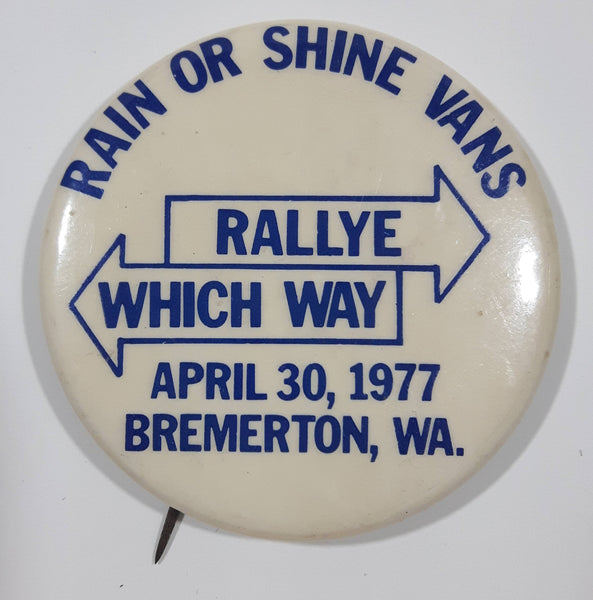 RAIN OR SHINE VANS
RALLYE
WHICH WAY
APRIL 30, 1977
BREMERTON, WA.